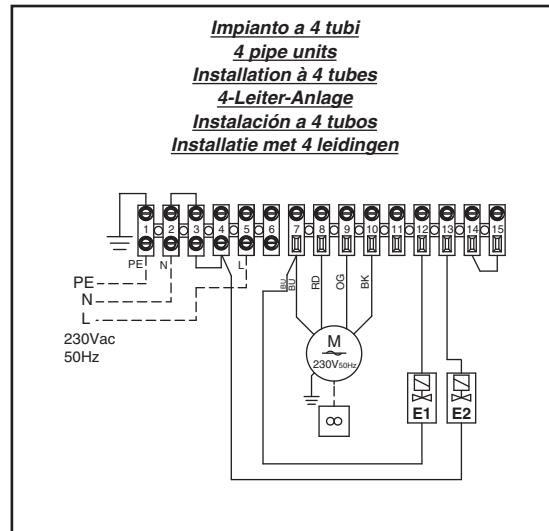 Impianto a 4 tubi
4 pipe units
Installation à 4 tubes
4-Leiter-Anlage
Instalación a 4 tubos
Installatie met 4 leidingen
1 2 3 4 5 6 7 8 9 10 11 12 13 14 15
PE N L BU BU RD OG BK
PE
N
L
230Vac
50Hz
M
230V50Hz
E1 E2